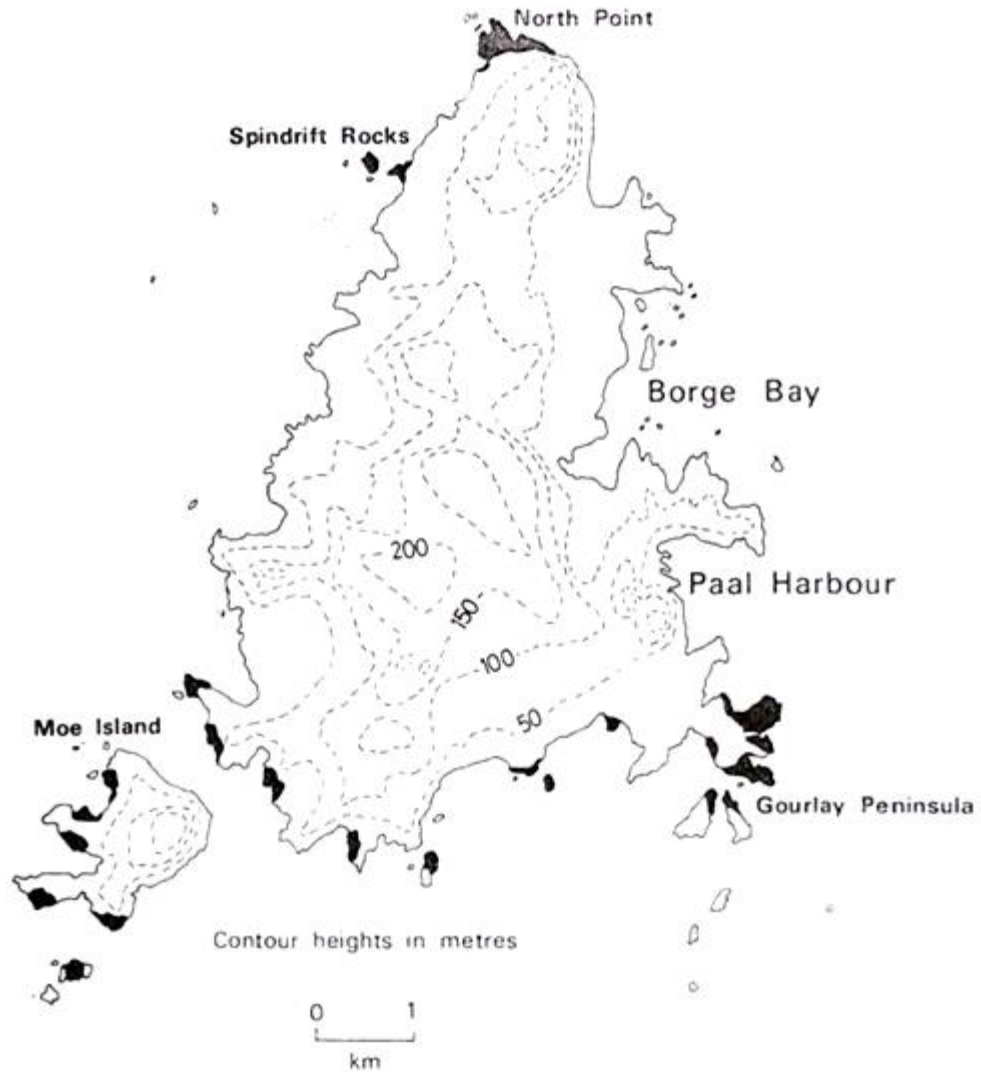 North Point
Spindrift Rocks
Borge Bay
200
Paal Harbour
150
100
50
Moe Island
Gourlay Peninsula
Contour heights in metres
0 1
km